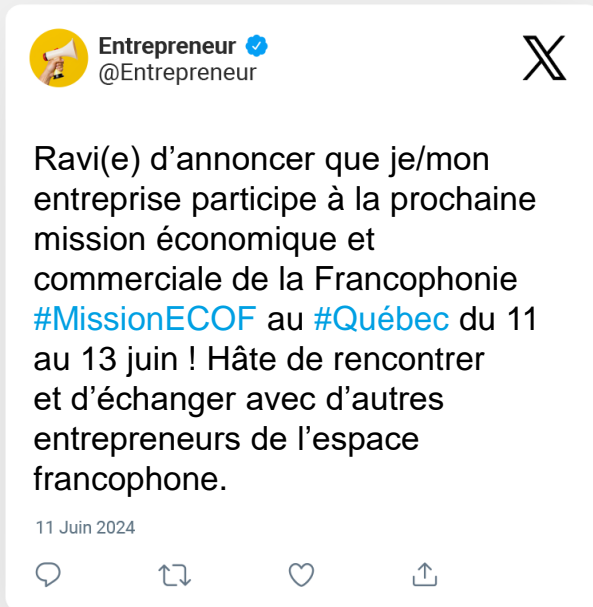 Entrepreneur
@Entrepreneur
Ravi(e) d’annoncer que je/mon
entreprise participe à la prochaine
mission économique et
commerciale de la Francophonie
#MissionECOF au #Québec du 11
au 13 juin ! Hâte de rencontrer
et d’échanger avec d’autres
entrepreneurs de l’espace
francophone.
11 Juin 2024